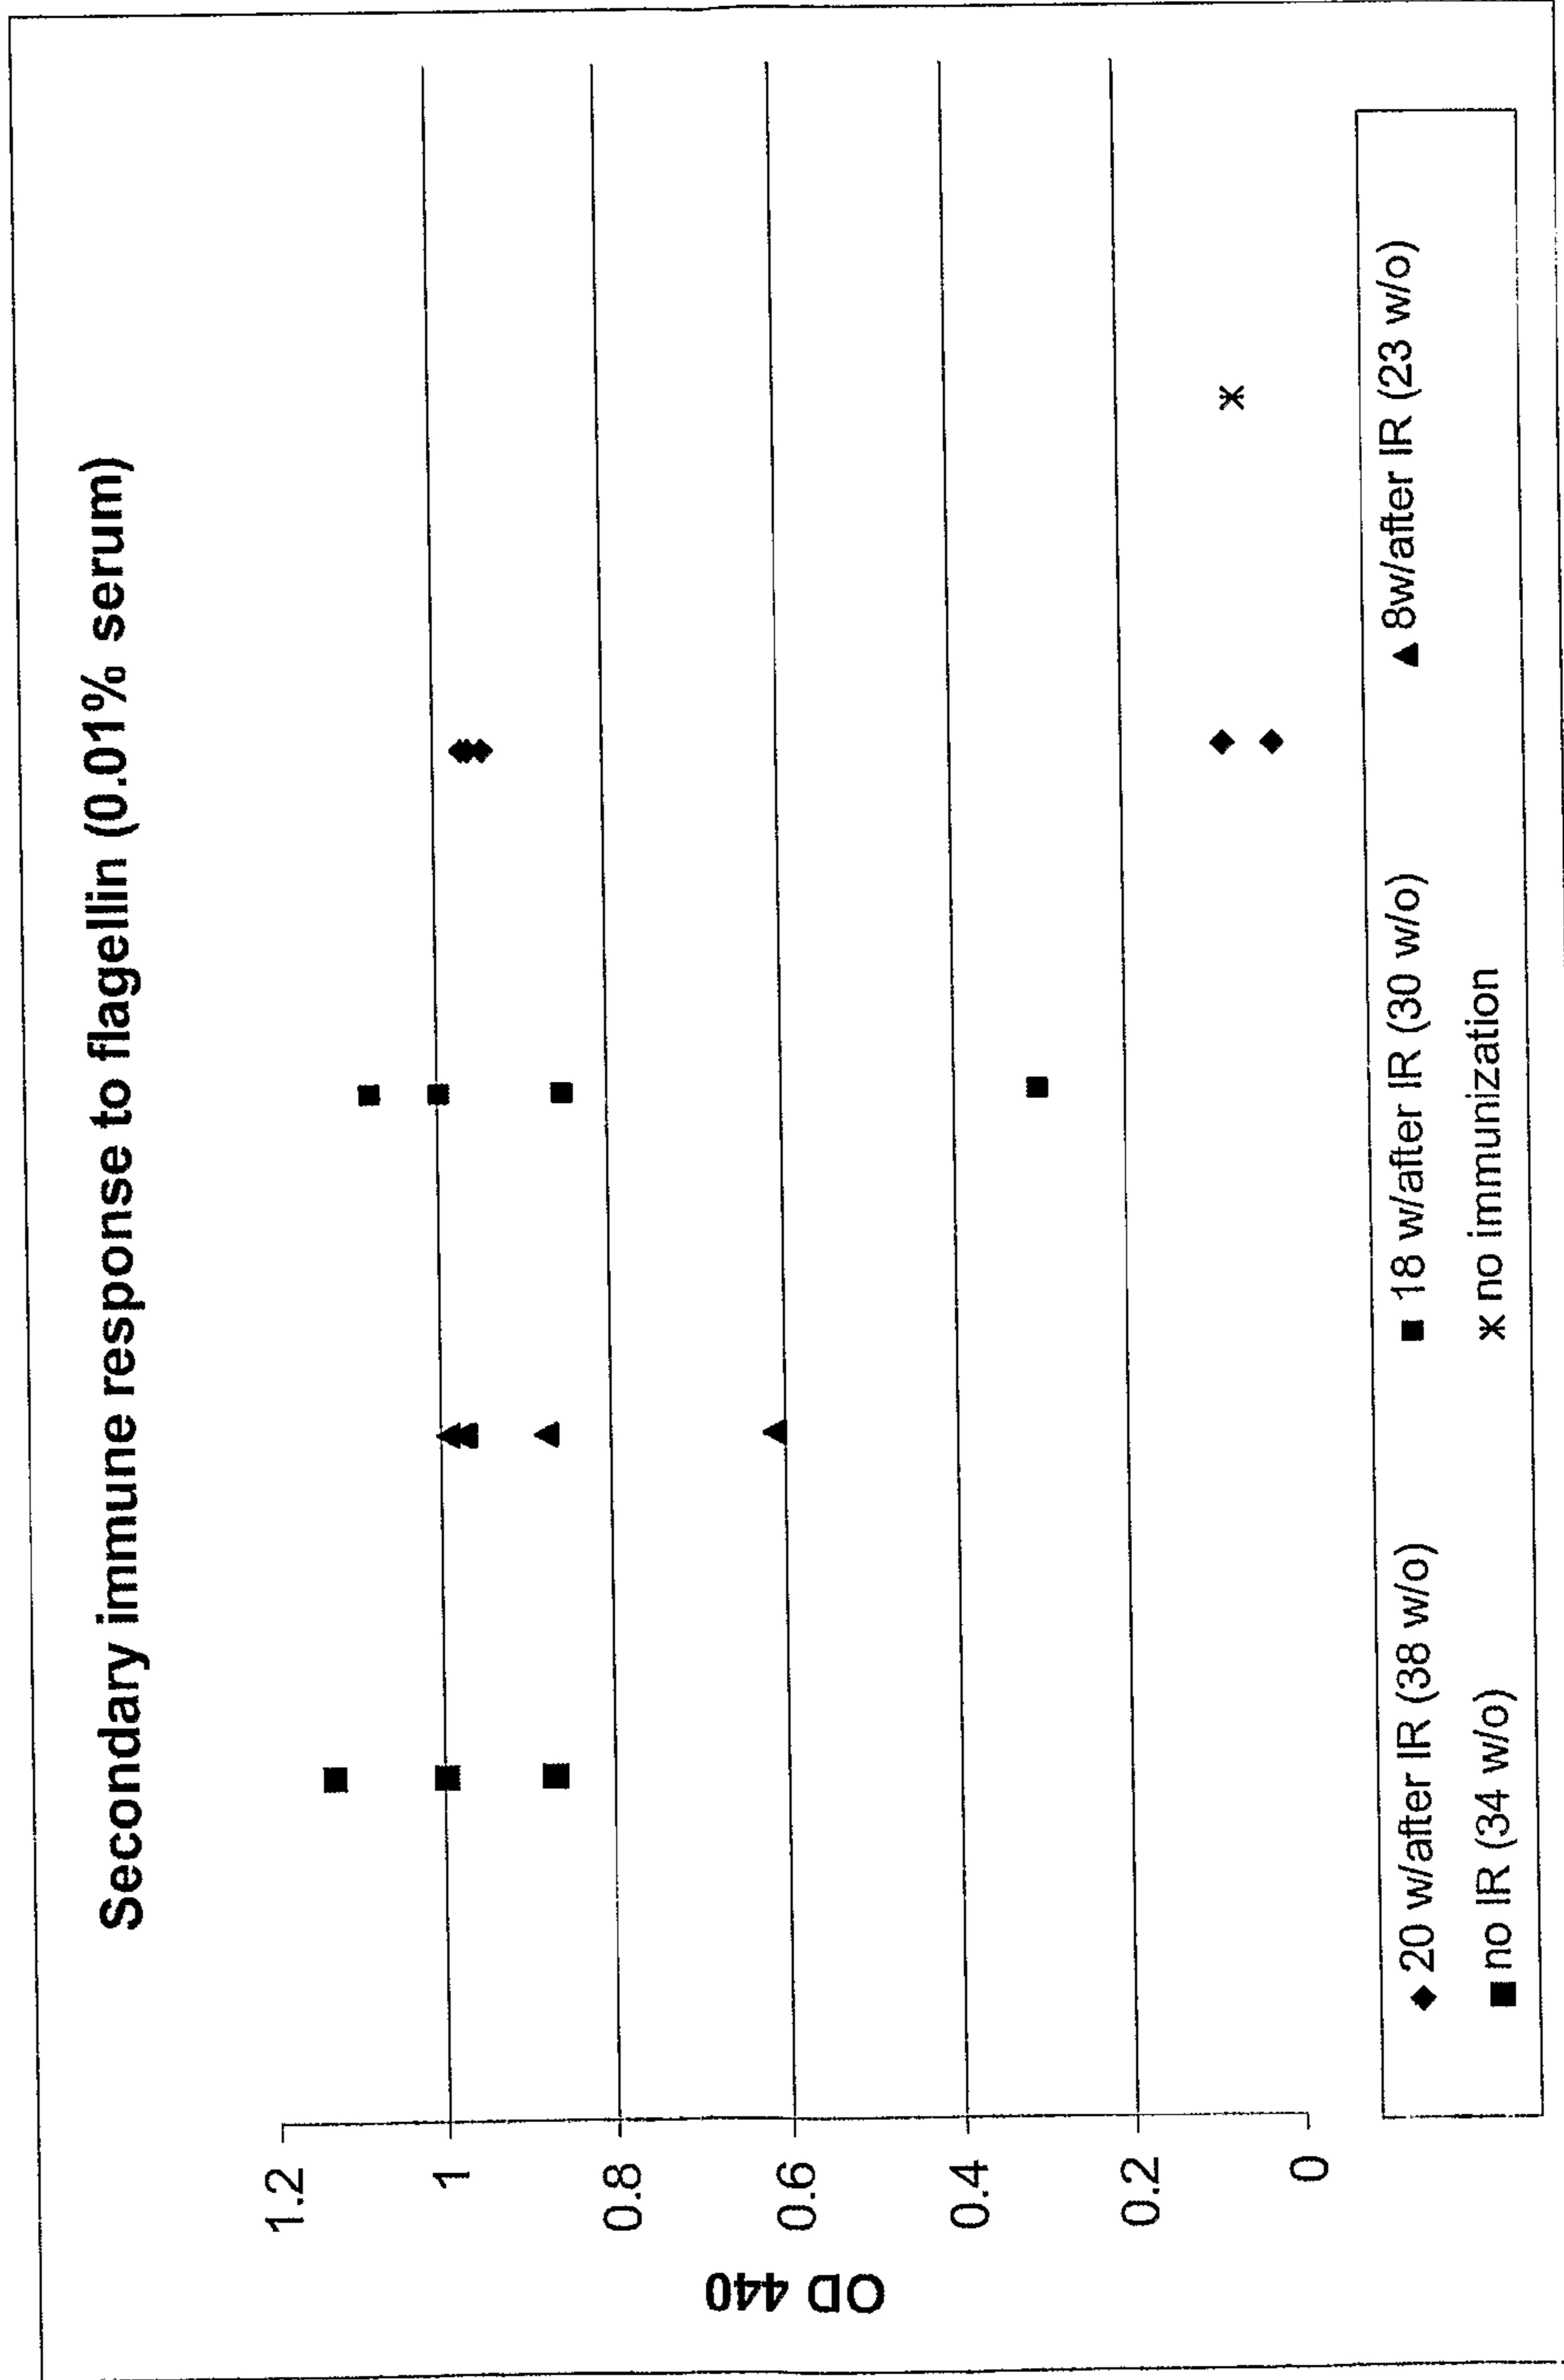 Secondary immune response to flagellin (0.01% serum)
1.2
1
0.8
0.6
0.4
0.2
0
OD 440
20 w/after IR (38 w/o)
18 w/after IR (30 w/o)
8w/after IR (23 w/o)
no IR (34 w/o)
no immunization